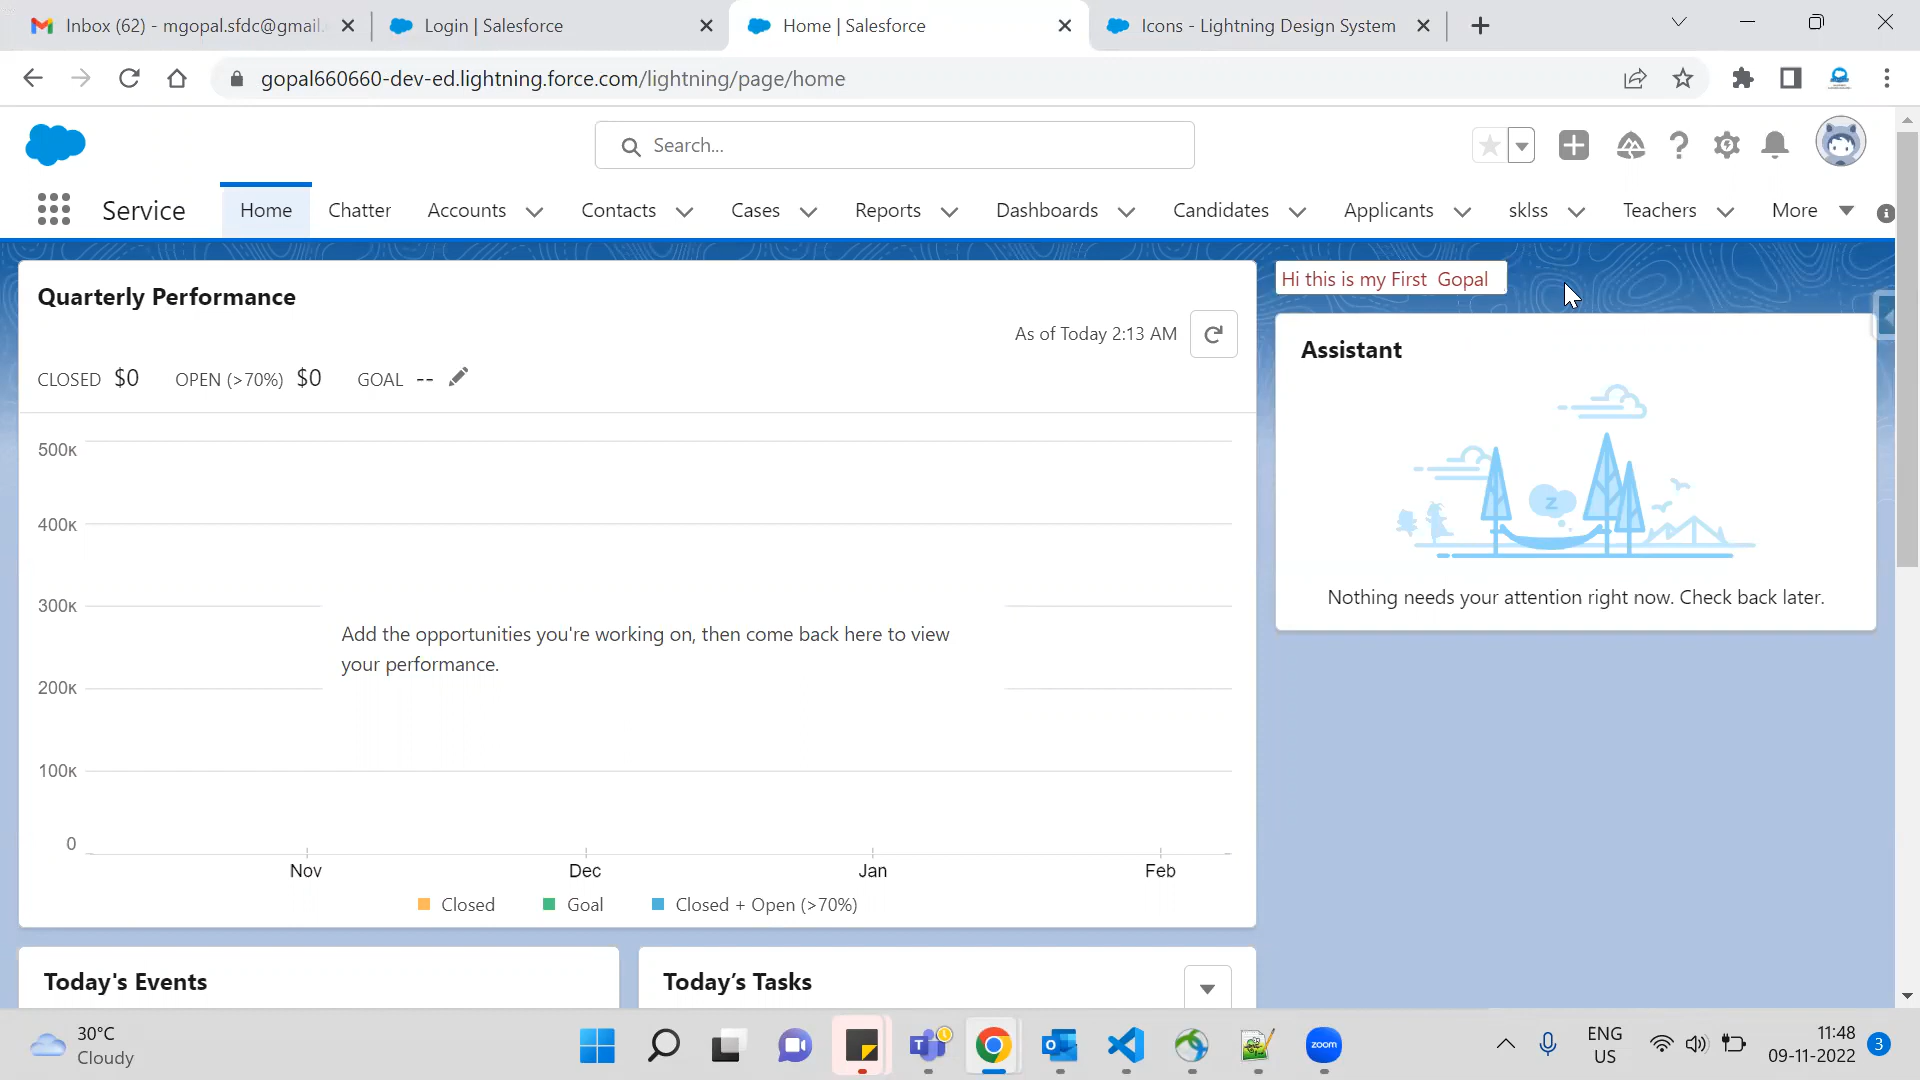 Inbox (62) - mgopal.sfdc@gmail.
Login | Salesforce
Home | Salesforce
Icons - Lightning Design System
gopal660660-dev-ed.lightning.force.com/lightning/page/home
Search...
Service
Home
Chatter
Accounts
Contacts
Cases
Reports
Dashboards
Candidates
Applicants
sklss
Teachers
More
Quarterly Performance
Hi this is my First  Gopal
As of Today 2:13 AM
Assistant
CLOSED $0 OPEN (>70%) $0 GOAL --
500K
400K
300K
200K
100K
0
Add the opportunities you're working on, then come back here to view
your performance.
z
Nothing needs your attention right now. Check back later.
Nov Dec Jan Feb
Closed Goal Closed + Open (>70%)
Today's Events
Today’s Tasks
30°C
Cloudy
T
O
zoom
ENG
US
11:48
09-11-2022
3